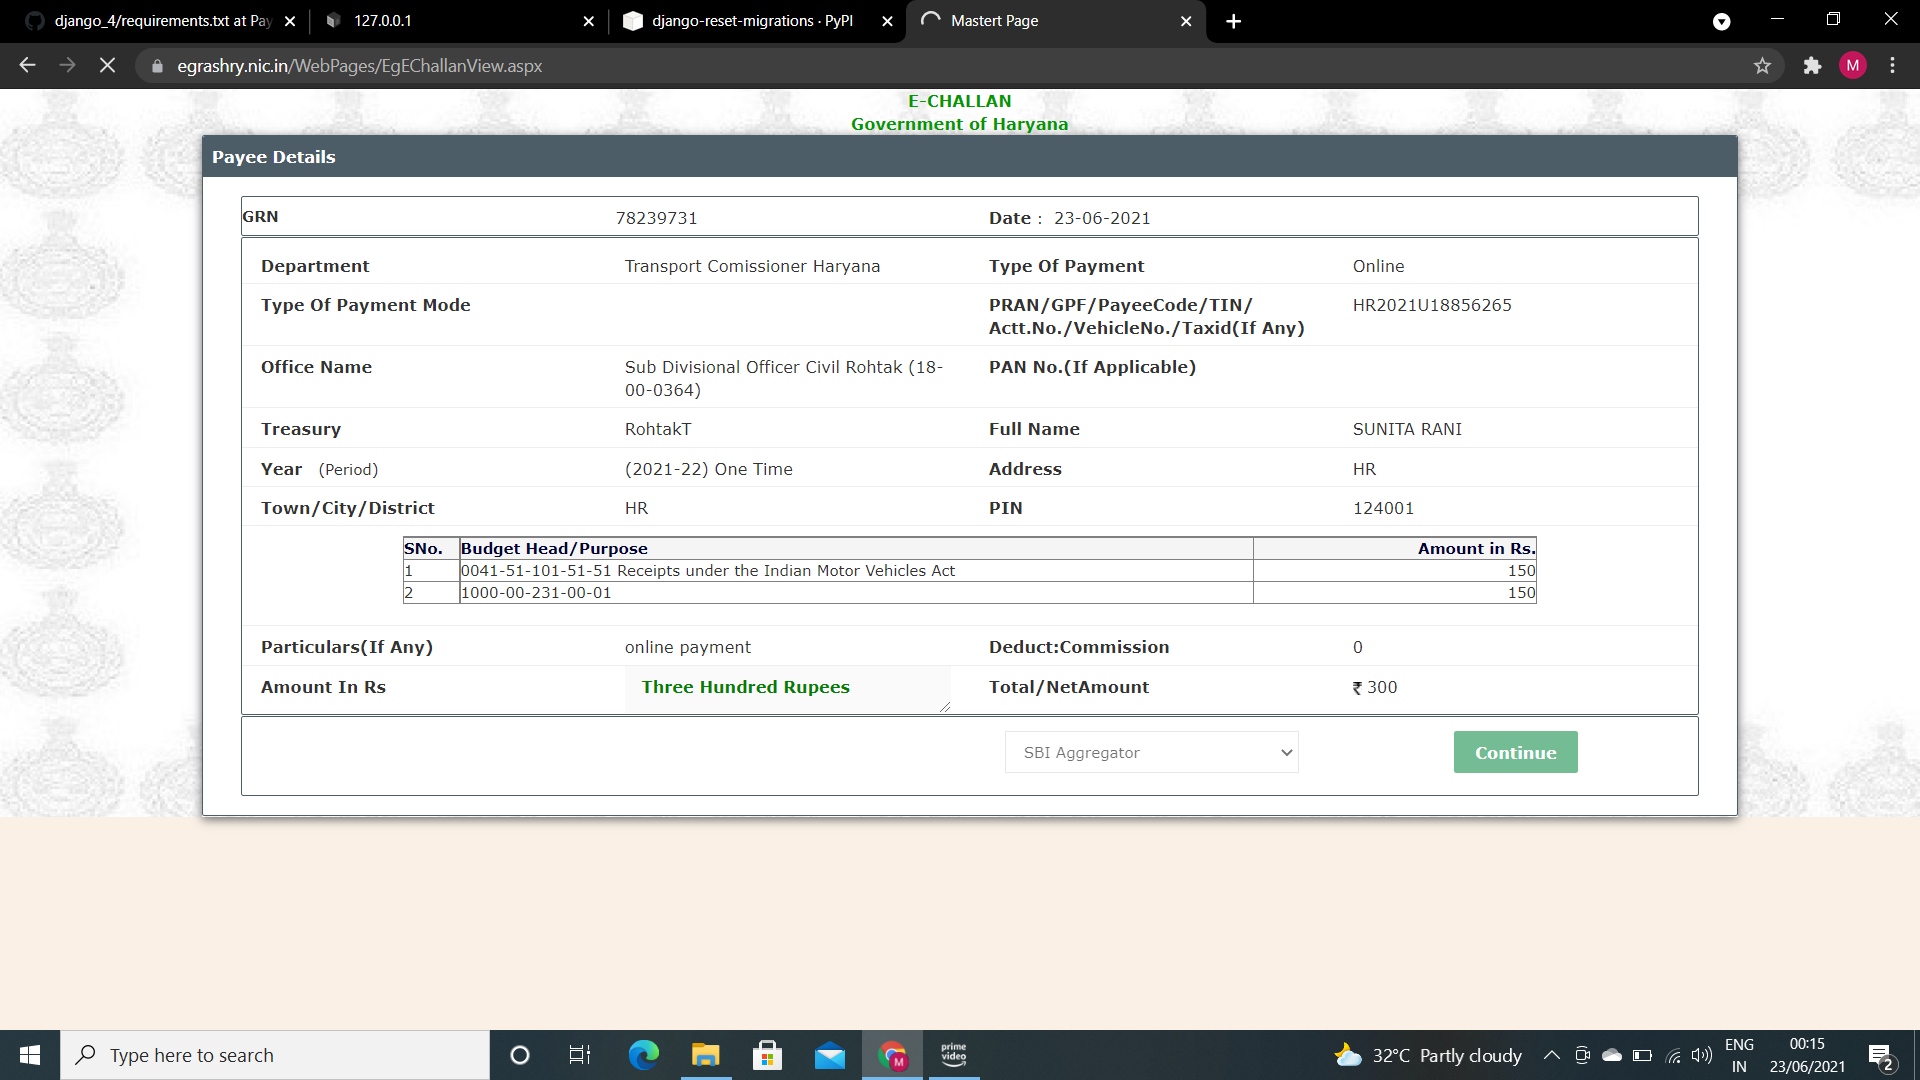 django_4/requirements.txt at Pay
127.0.0.1
django-reset-migrations · PyPI
Mastert Page
egrashry.nic.in/WebPages/EgEChallanView.aspx
M
E-CHALLAN
Government of Haryana
Payee Details
GRN 78239731 Date : 23-06-2021
Department Transport Comissioner Haryana Type Of Payment Online
Type Of Payment Mode PRAN/GPF/PayeeCode/TIN/ HR2021U18856265
Actt.No./VehicleNo./Taxid(If Any)
Office Name Sub Divisional Officer Civil Rohtak (18- PAN No.(If Applicable)
00-0364)
Treasury RohtakT Full Name SUNITA RANI
Year (Period) (2021-22) One Time Address HR
Town/City/District HR PIN 124001
SNo. Budget Head/Purpose Amount in Rs.
1 0041-51-101-51-51 Receipts under the Indian Motor Vehicles Act 150
2 1000-00-231-00-01 150
Particulars(If Any) online payment Deduct:Commission 0
Amount In Rs Three Hundred Rupees Total/NetAmount ₹ 300
SBI Aggregator Continue
Type here to search
M
prime
video
32°C Partly cloudy
ENG
IN
00:15
23/06/2021
2